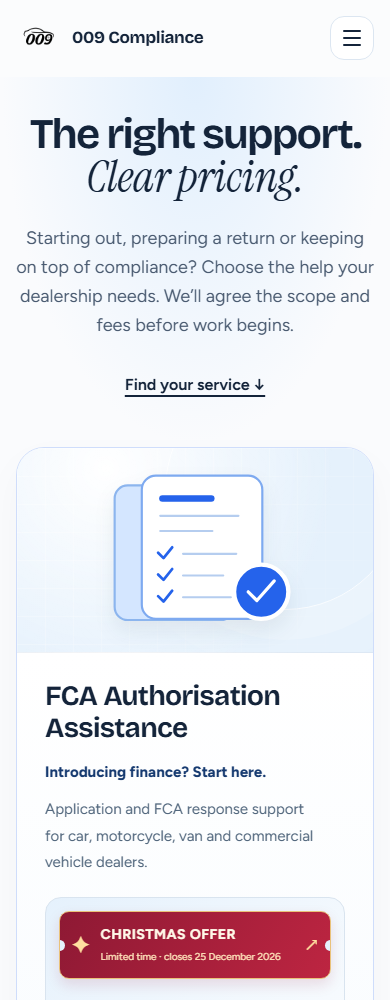 009
009 Compliance
The right support.
Clear pricing.
Starting out, preparing a return or keeping
on top of compliance? Choose the help your
dealership needs. We’ll agree the scope and
fees before work begins.
Find your service ↓
FCA Authorisation
Assistance
Introducing finance? Start here.
Application and FCA response support
for car, motorcycle, van and commercial
vehicle dealers.
CHRISTMAS OFFER
Limited time · closes 25 December 2026